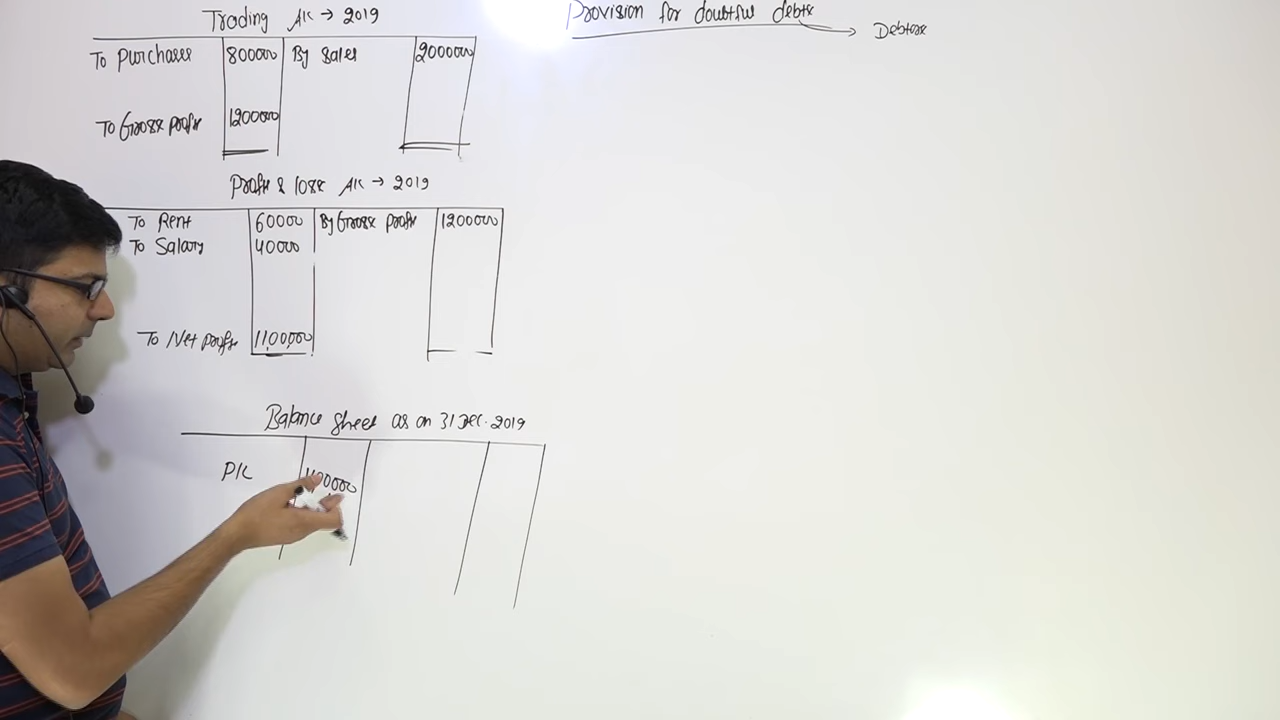 Trading A/c → 2019
To Purchases 800000 By Sales 2000000
To Gross profit 1200000
Profit & loss A/c → 2019
To Rent 60000 By Gross profit 1200000
To Salary 40000
To Net profit 1100000
Balance Sheet as on 31 Dec. 2019
P/L 1100000
Provision for doubtful debts
Debtors